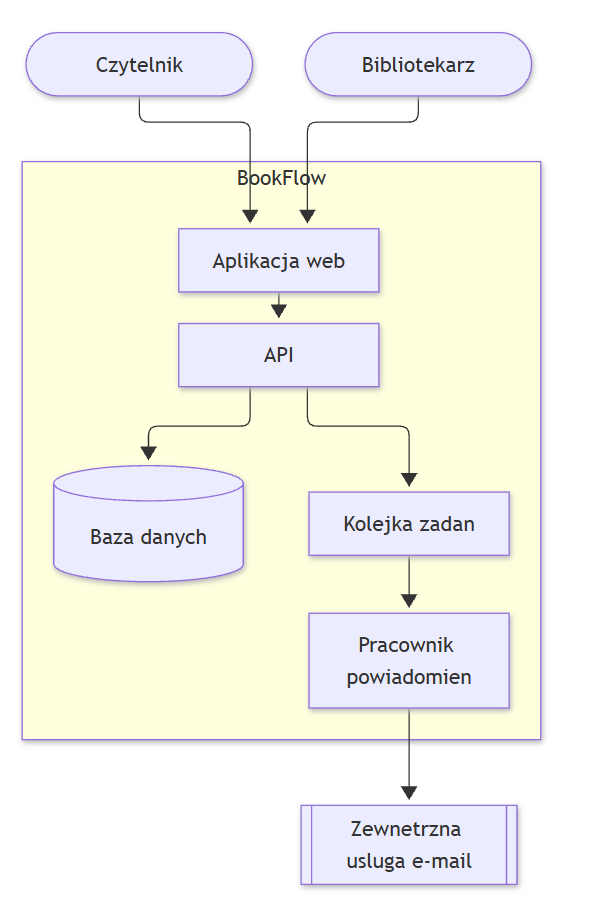 Czytelnik
Bibliotekarz
BookFlow
Aplikacja web
API
Baza danych
Kolejka zadan
Pracownik
powiadomien
Zewnetrzna
usluga e-mail